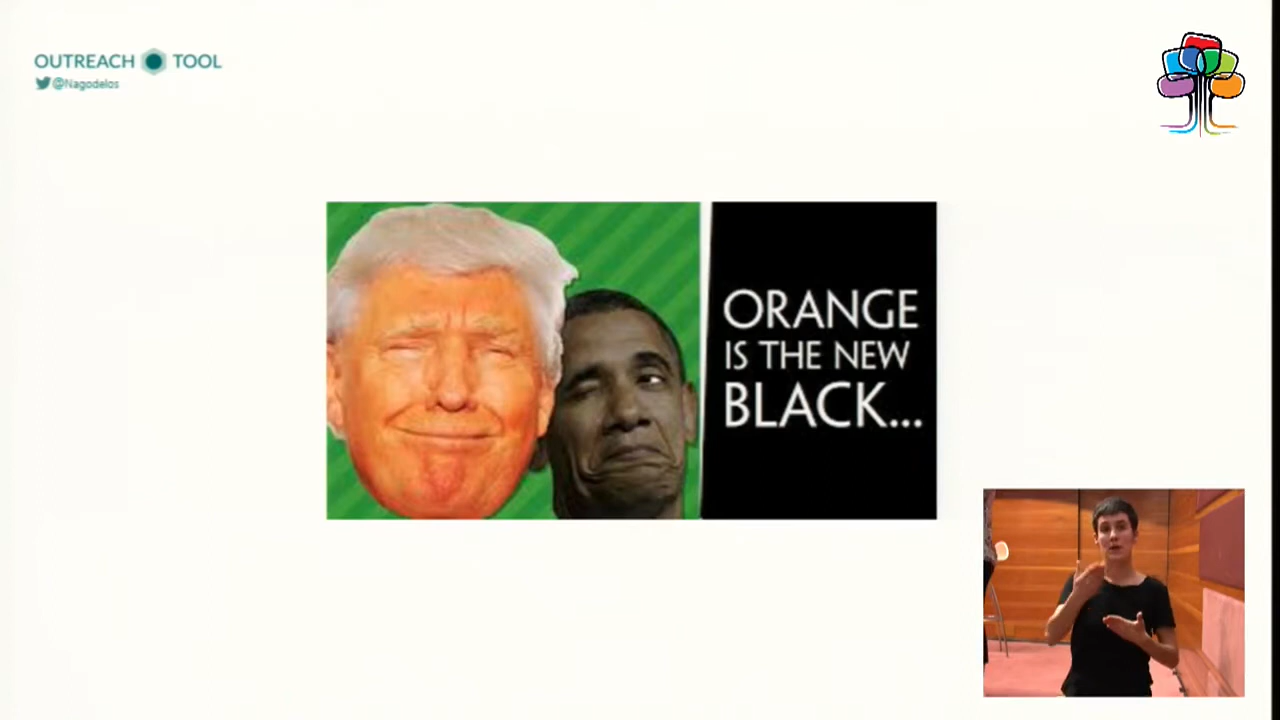 OUTREACH TOOL
@Nagodelos
ORANGE
IS THE NEW
BLACK...